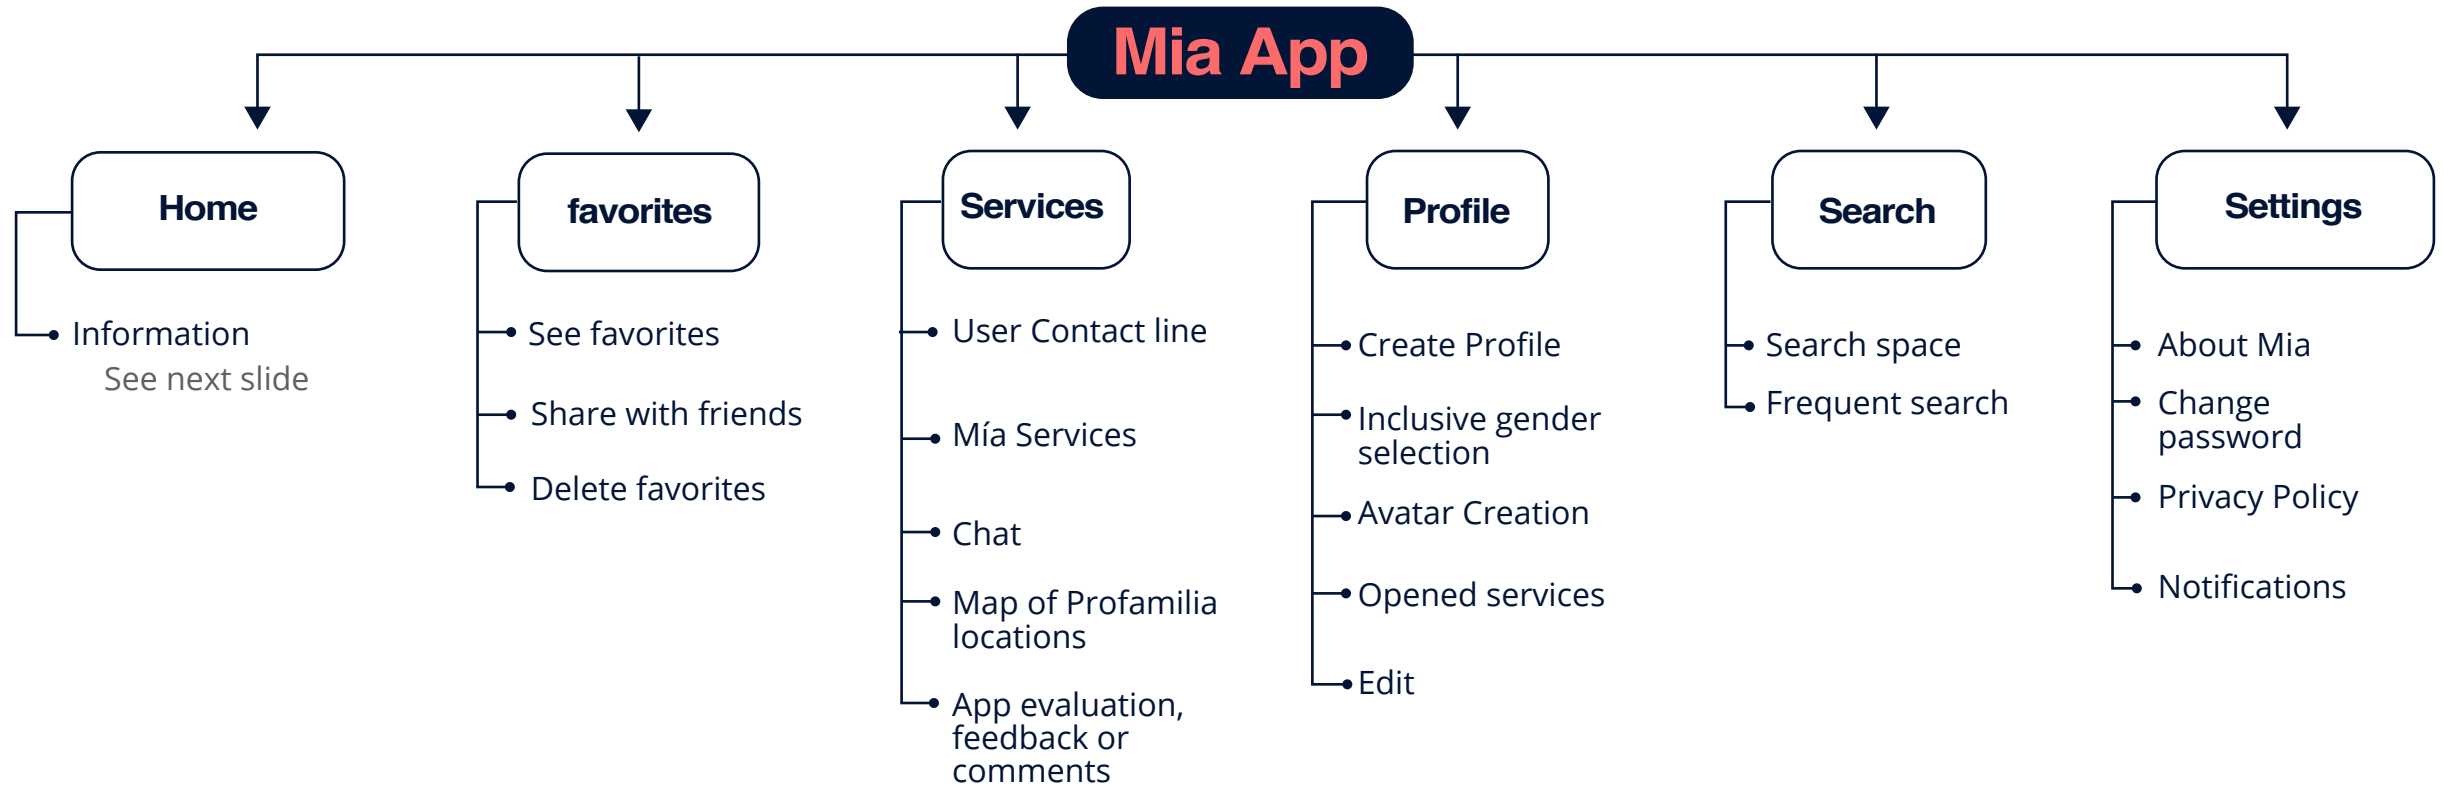 Mia App
Home
Information
See next slide
favorites
See favorites
Share with friends
Delete favorites
Services
User Contact line
Mía Services
Chat
Map of Profamilia
locations
App evaluation,
feedback or
comments
Profile
Create Profile
Inclusive gender
selection
Avatar Creation
Opened services
Edit
Search
Search space
Frequent search
Settings
About Mia
Change
password
Privacy Policy
Notifications